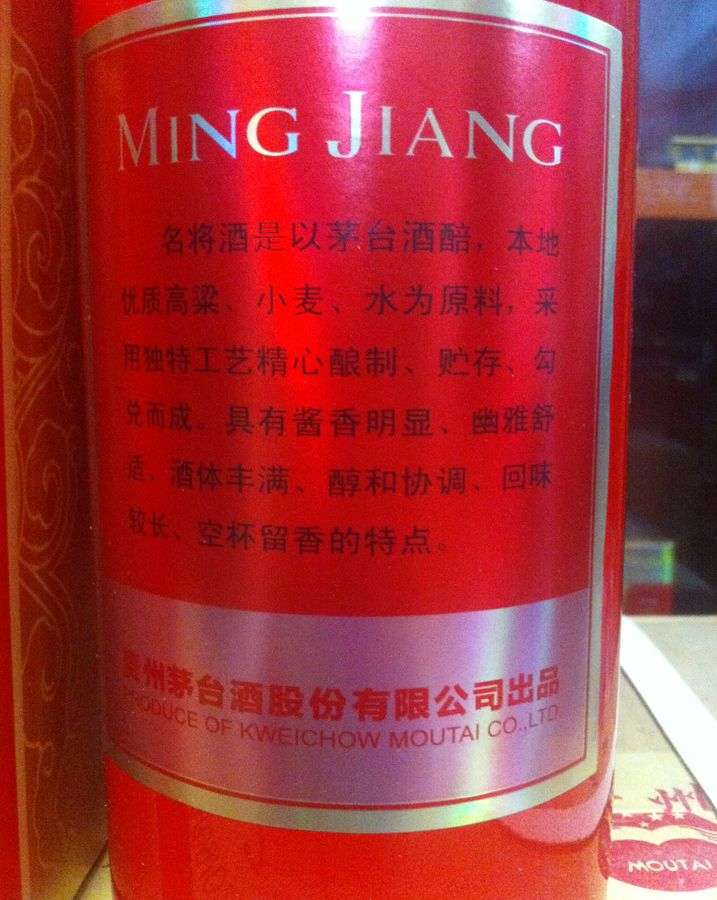 MING JIANG
名将酒是以茅台酒醅，本地
优质高粱、小麦、水为原料，采
用独特工艺精心酿制、贮存、勾
兑而成。具有酱香明显、幽雅舒
适、酒体丰满、醇和协调、回味
较长、空杯留香的特点。
贵州茅台酒股份有限公司出品
PRODUCE OF KWEICHOW MOUTAI CO.,LTD
MOUTAI